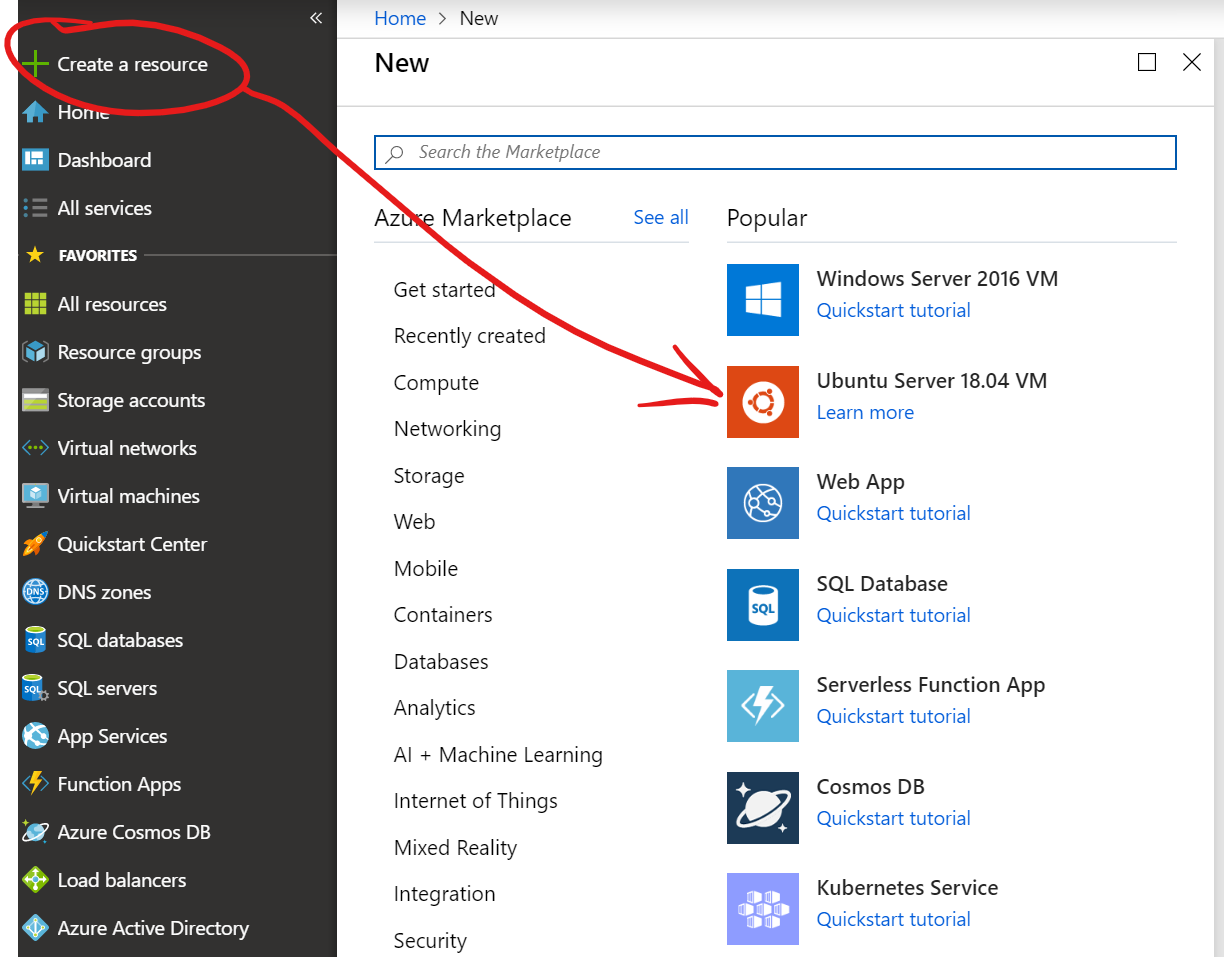 «
Create a resource
Home
Dashboard
All services
FAVORITES
All resources
Resource groups
Storage accounts
Virtual networks
Virtual machines
Quickstart Center
DNS
DNS zones
SQL
SQL databases
SQL
SQL servers
App Services
Function Apps
Azure Cosmos DB
Load balancers
Azure Active Directory
Home > New
New
Search the Marketplace
Azure Marketplace
See all
Get started
Recently created
Compute
Networking
Storage
Web
Mobile
Containers
Databases
Analytics
AI + Machine Learning
Internet of Things
Mixed Reality
Integration
Security
Popular
Windows Server 2016 VM
Quickstart tutorial
Ubuntu Server 18.04 VM
Learn more
Web App
Quickstart tutorial
SQL
SQL Database
Quickstart tutorial
Serverless Function App
Quickstart tutorial
Cosmos DB
Quickstart tutorial
Kubernetes Service
Quickstart tutorial